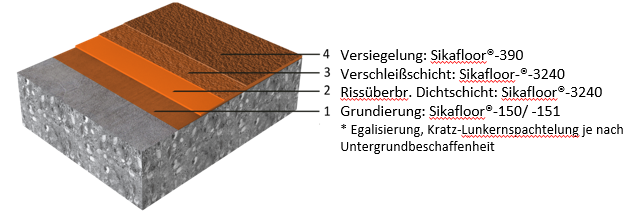 4 Versiegelung: Sikafloor®-390
3 Verschleißschicht: Sikafloor-®-3240
2 Rissüberbr. Dichtschicht: Sikafloor®-3240
1 Grundierung: Sikafloor®-150/ -151
* Egalisierung, Kratz-Lunkernspachtelung je nach
Untergrundbeschaffenheit